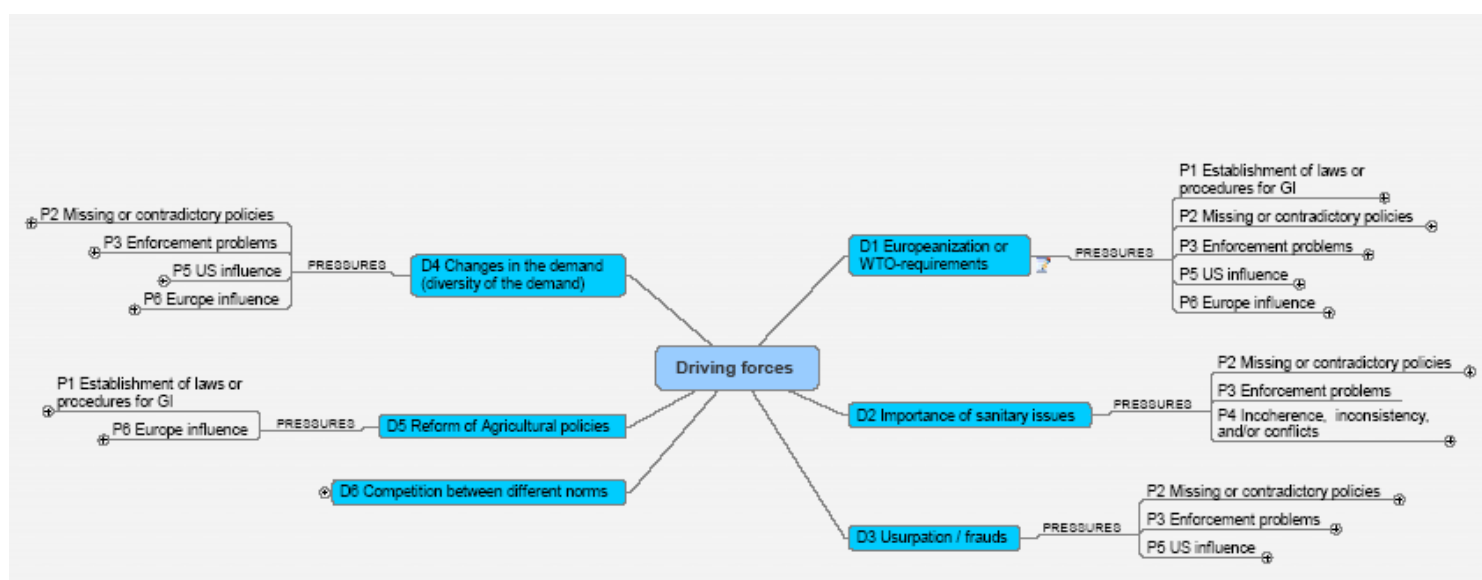 Driving forces
D1 Europeanization or
WTO-requirements
PRESSURES
P1 Establishment of laws or
procedures for GI
P2 Missing or contradictory policies
P3 Enforcement problems
P5 US influence
P6 Europe influence
D2 Importance of sanitary issues
PRESSURES
P2 Missing or contradictory policies
P3 Enforcement problems
P4 Incoherence, inconsistency,
and/or conflicts
D3 Usurpation / frauds
PRESSURES
P2 Missing or contradictory policies
P3 Enforcement problems
P5 US influence
D4 Changes in the demand
(diversity of the demand)
PRESSURES
P2 Missing or contradictory policies
P3 Enforcement problems
P5 US influence
P6 Europe influence
D5 Reform of Agricultural policies
PRESSURES
P1 Establishment of laws or
procedures for GI
P6 Europe influence
D6 Competition between different norms